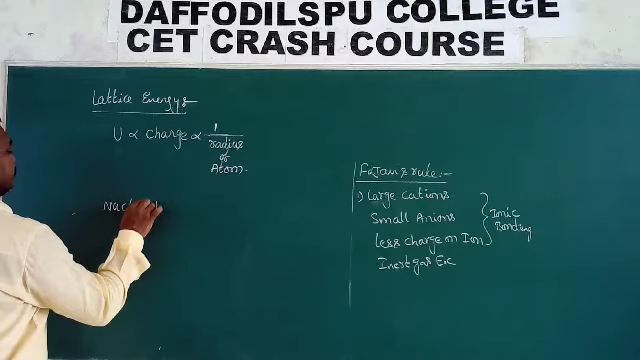 DAFFODILSPU COLLEGE
CET CRASH COURSE
Lattice Energy:-
U ∝ charge ∝ 1
radius
of
Atom.
Fajans rule:-
1) Large Cations
Small Anions
less charge on Ion
Inert gas E.C
Ionic
Bonding